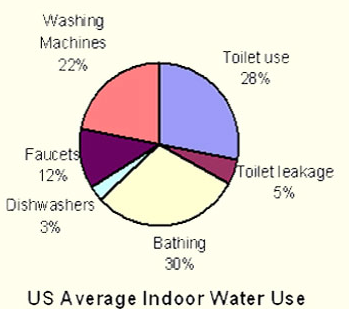 Washing
Machines
22%
Toilet use
28%
Faucets
12%
Toilet leakage
5%
Dishwashers
3%
Bathing
30%
US Average Indoor Water Use